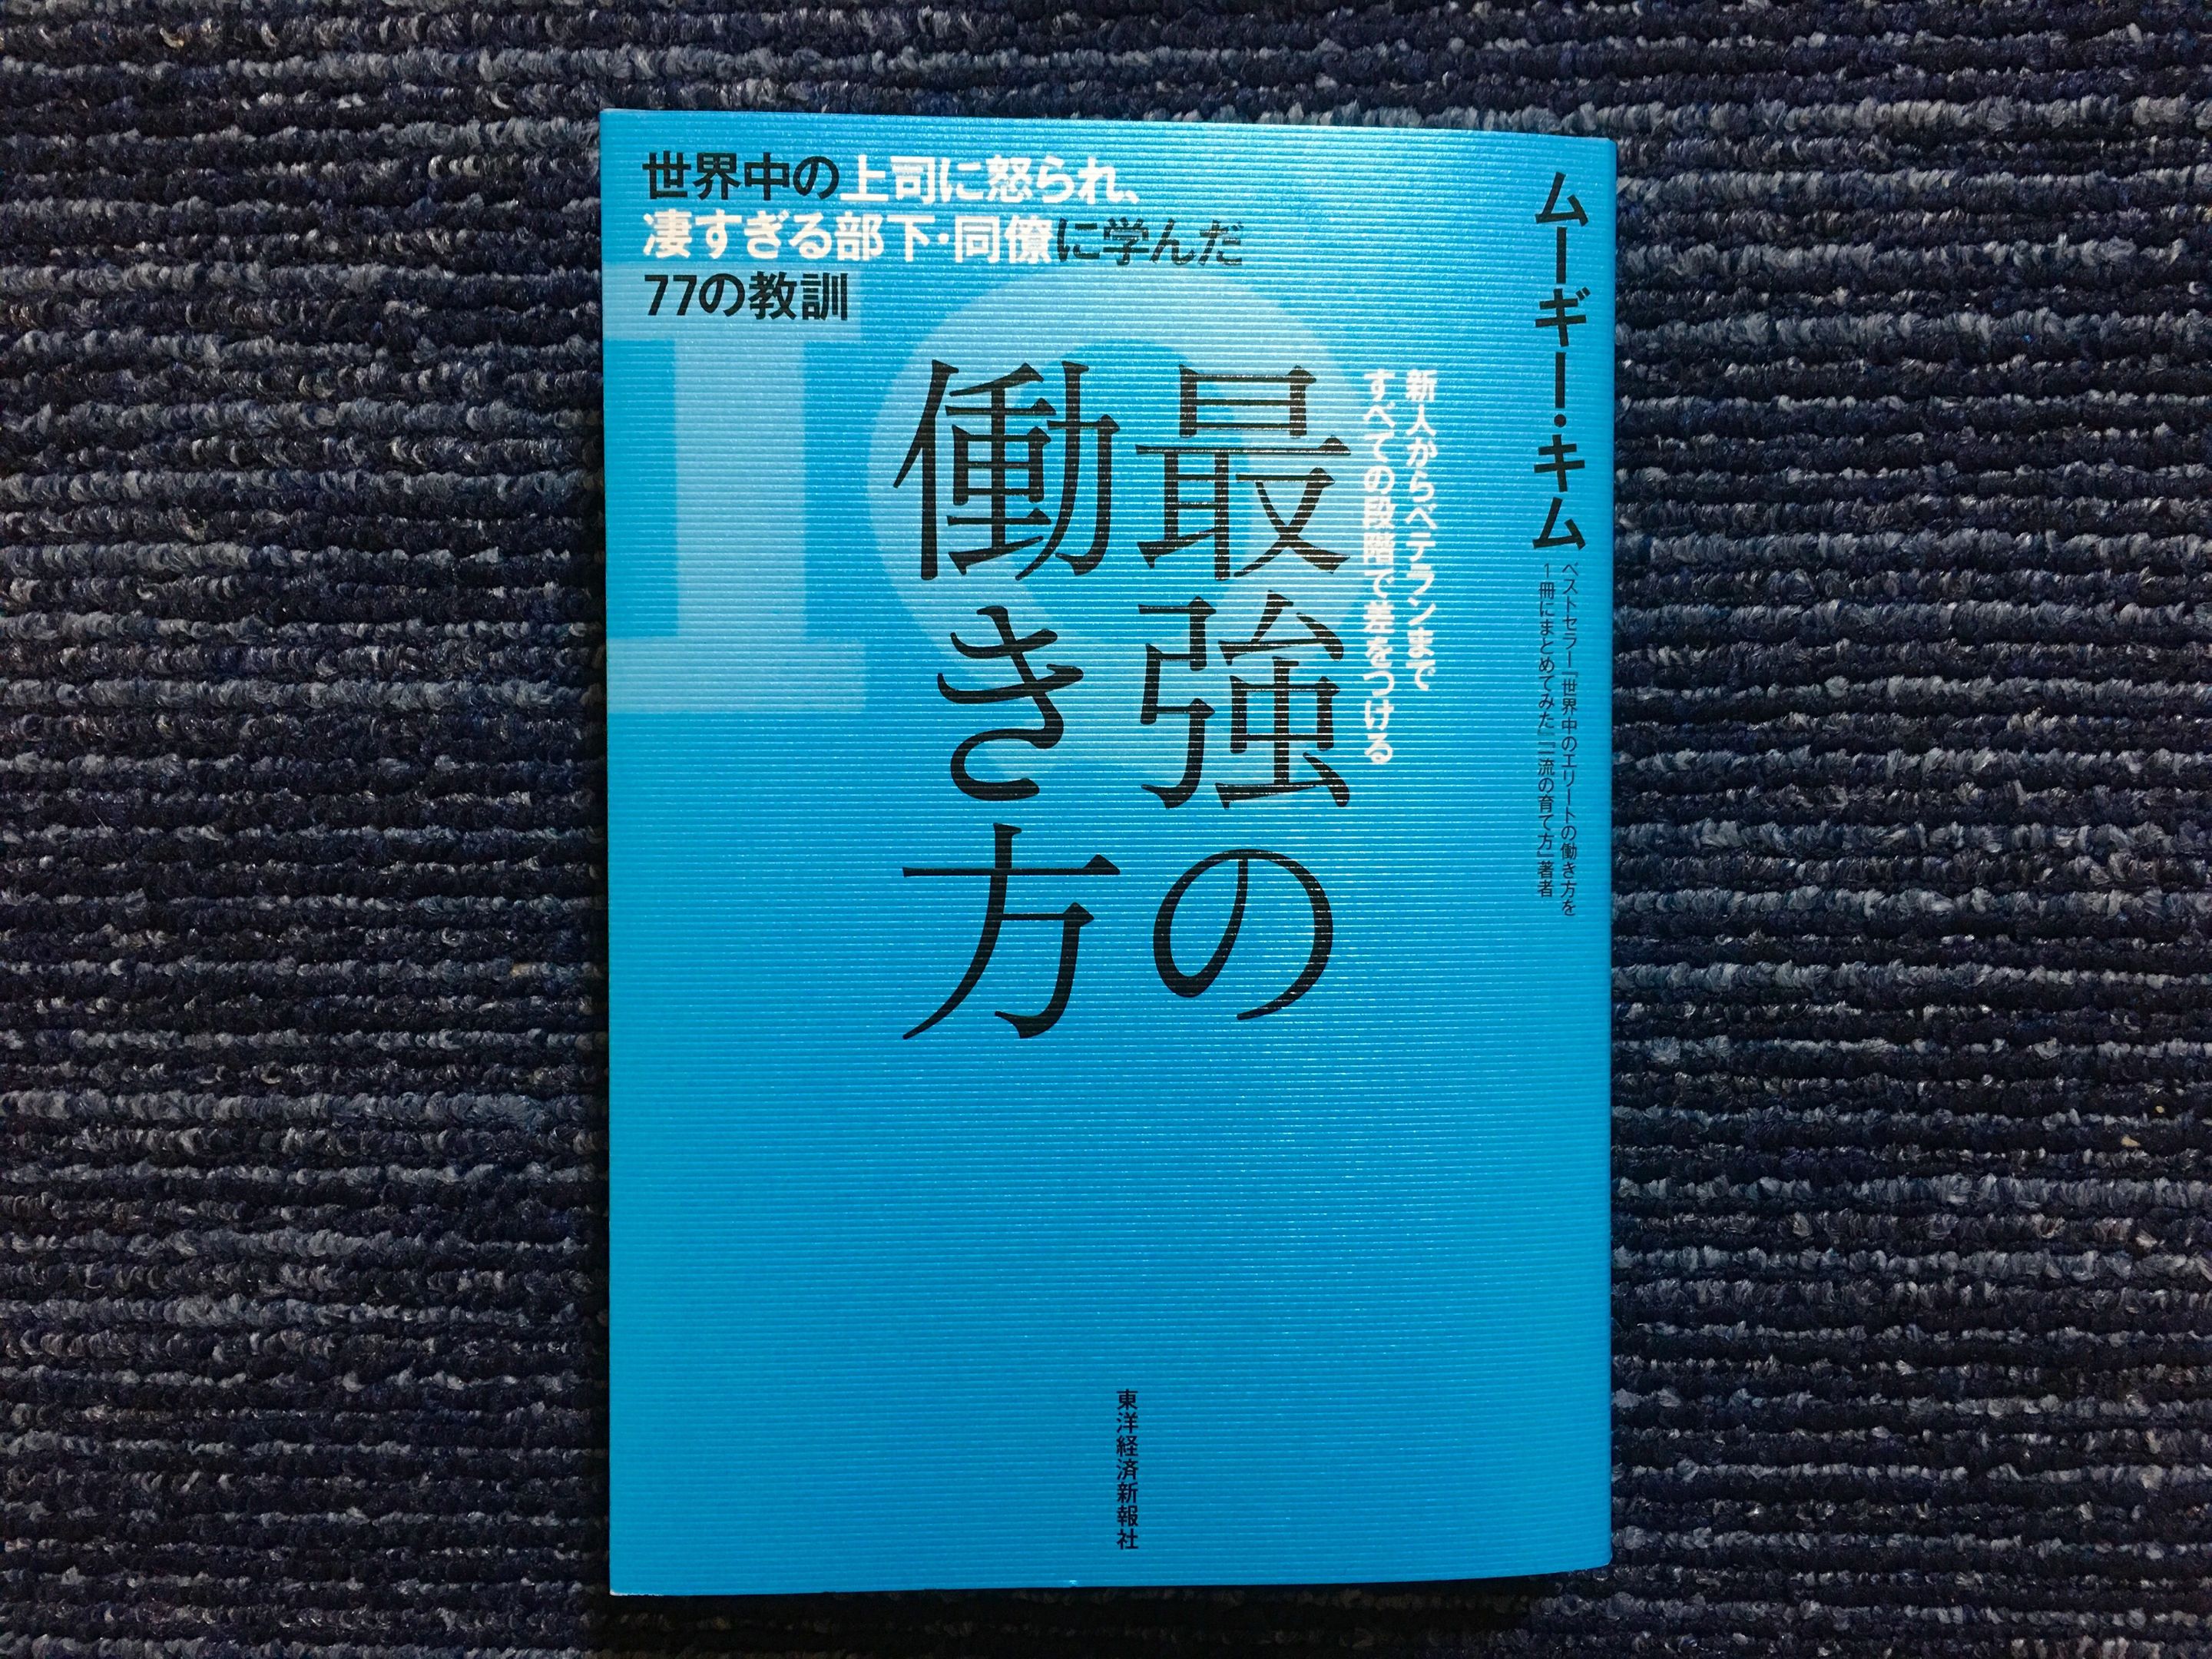 世界中の上司に怒られ、
凄すぎる部下・同僚に学んだ
77の教訓
IQ
新人からベテランまで
すべての段階で差をつける
最強の
働き方
ムーギー・キム
ベストセラー『世界中のエリートの働き方を
1冊にまとめてみた』『一流の育て方』著者
東洋経済新報社